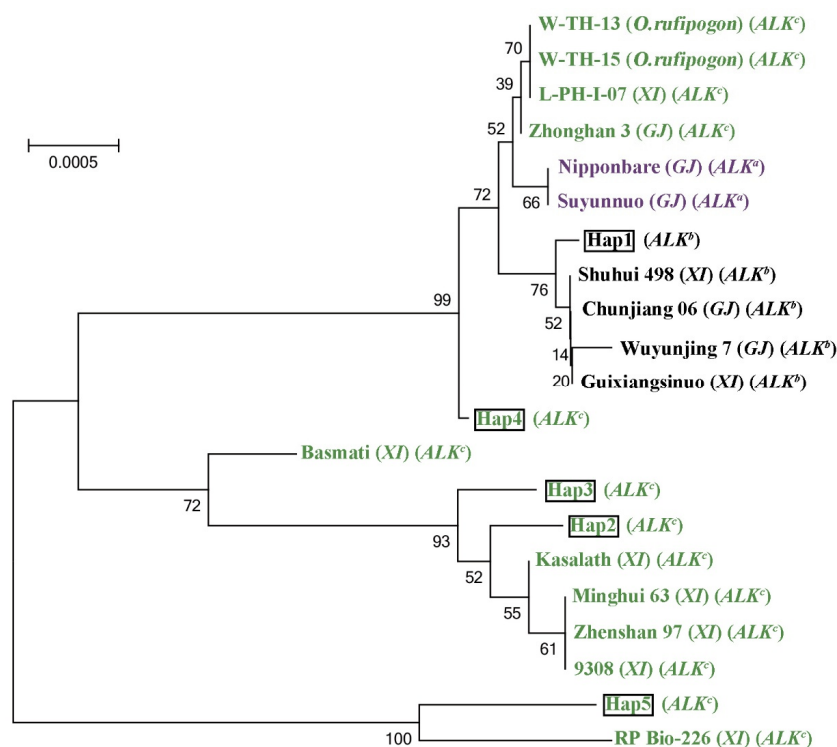 W-TH-13 (O.rufipogon) (ALKᶜ)
70
W-TH-15 (O.rufipogon) (ALKᶜ)
39
L-PH-I-07 (XI) (ALKᶜ)
52
Zhonghan 3 (GJ) (ALKᶜ)
0.0005
Nipponbare (GJ) (ALKᵃ)
72
66
Suyunnuo (GJ) (ALKᵃ)
Hap1 (ALKᵇ)
76
Shuhui 498 (XI) (ALKᵇ)
99
Chunjiang 06 (GJ) (ALKᵇ)
52
Wuyunjing 7 (GJ) (ALKᵇ)
14
20
Guixiangsinuo (XI) (ALKᵇ)
Hap4 (ALKᶜ)
Basmati (XI) (ALKᶜ)
72
Hap3 (ALKᶜ)
93
Hap2 (ALKᶜ)
52
Kasalath (XI) (ALKᶜ)
55
Minghui 63 (XI) (ALKᶜ)
Zhenshan 97 (XI) (ALKᶜ)
61
9308 (XI) (ALKᶜ)
Hap5 (ALKᶜ)
100
RP Bio-226 (XI) (ALKᶜ)